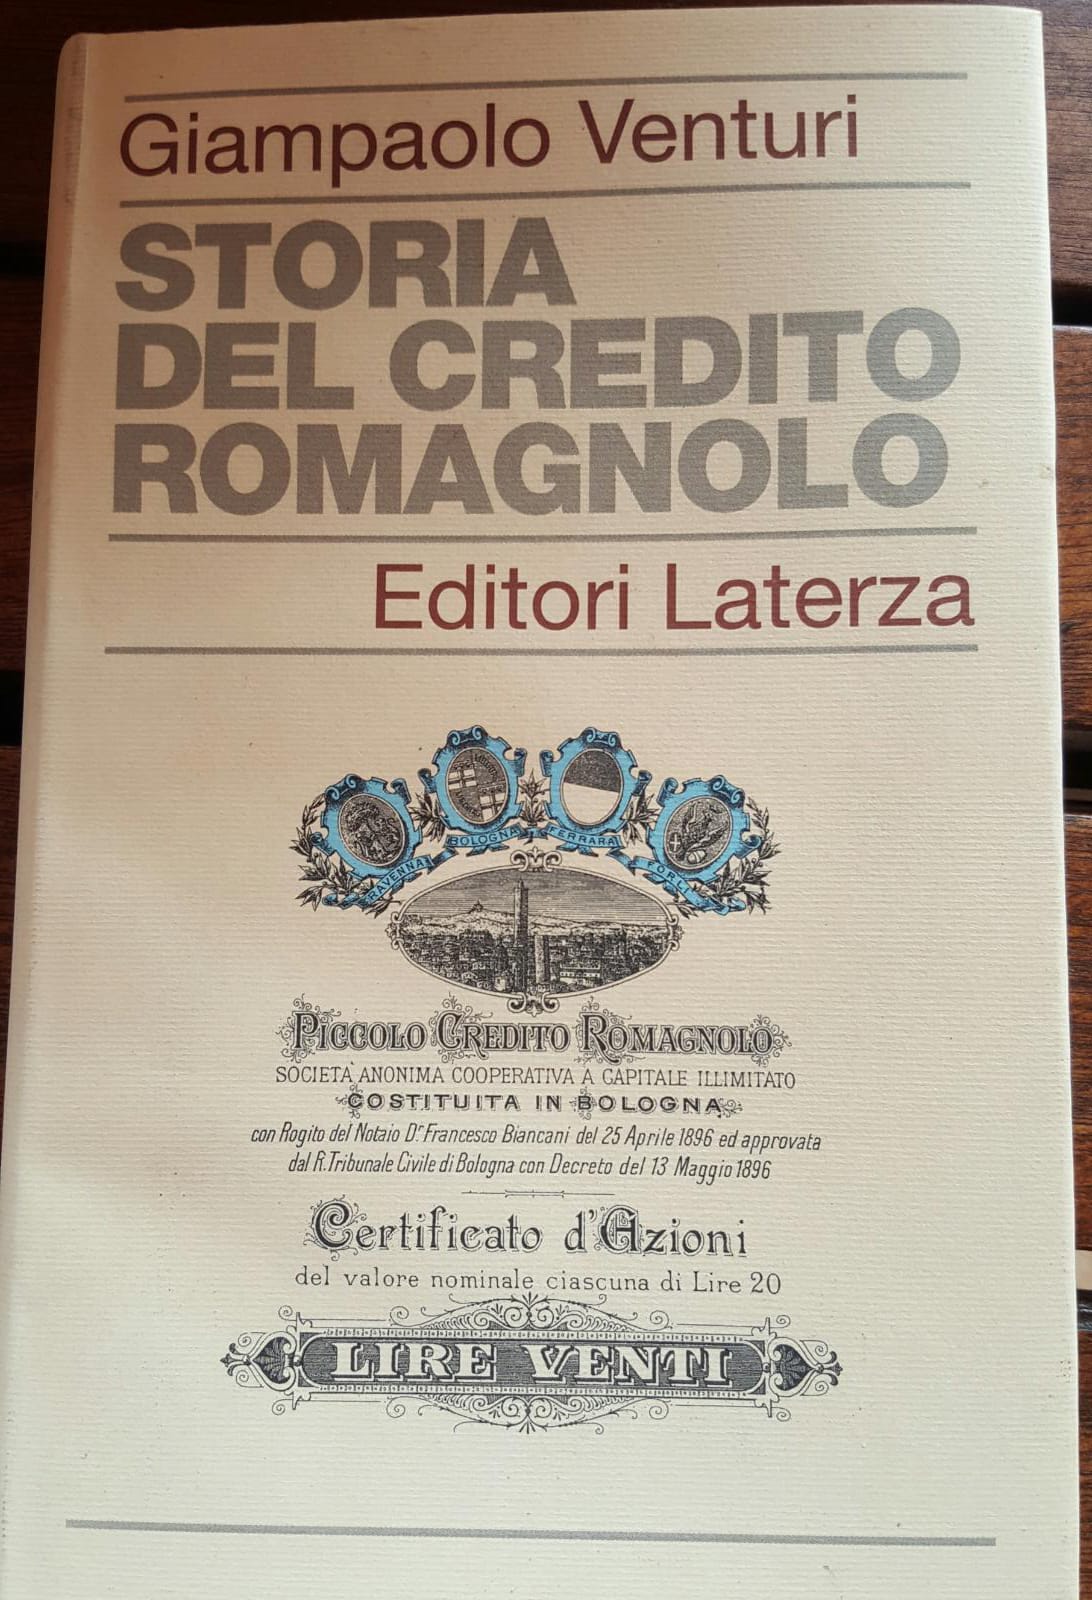 Giampaolo Venturi
STORIA
DEL CREDITO
ROMAGNOLO
Editori Laterza
RAVENNA
BOLOGNA
FERRARA
FORLÌ
PICCOLO CREDITO ROMAGNOLO
SOCIETÀ ANONIMA COOPERATIVA A CAPITALE ILLIMITATO
COSTITUITA IN BOLOGNA
con Rogito del Notaio Dr. Francesco Biancani del 25 Aprile 1896 ed approvata
dal R. Tribunale Civile di Bologna con Decreto del 13 Maggio 1896
Certificato d'Azioni
del valore nominale ciascuna di Lire 20
LIRE VENTI